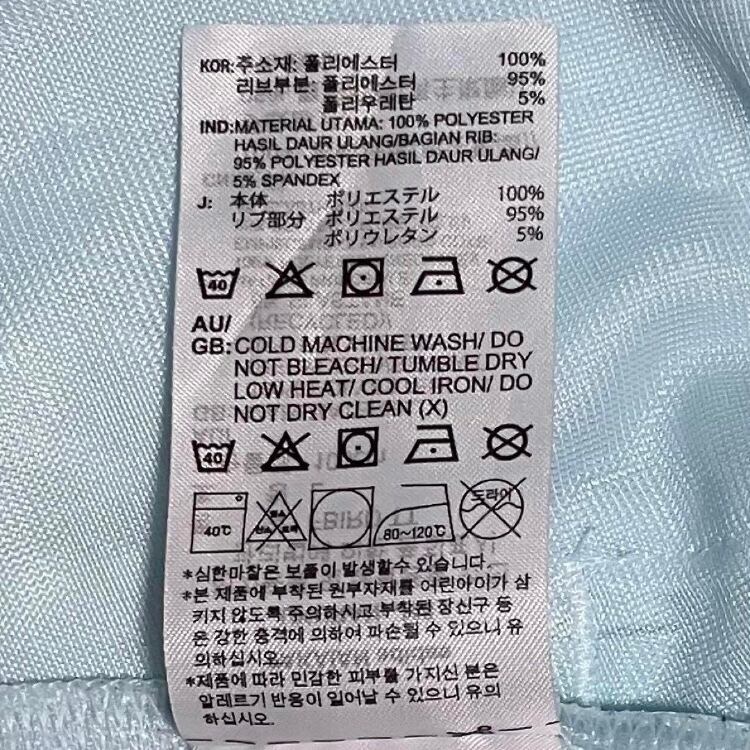 KOR:주소재: 폴리에스터 100%
리브부분: 폴리에스터 95%
폴리우레탄 5%
IND:MATERIAL UTAMA: 100% POLYESTER
HASIL DAUR ULANG/BAGIAN RIB:
95% POLYESTER HASIL DAUR ULANG/
5% SPANDEX
J: 本体 ポリエステル 100%
リブ部分 ポリエステル 95%
ポリウレタン 5%
40
AU/
GB:COLD MACHINE WASH/ DO
NOT BLEACH/ TUMBLE DRY
LOW HEAT/ COOL IRON/ DO
NOT DRY CLEAN (X)
40
40℃ 80~120℃ 드라이
*심한마찰은 보풀이 발생할수 있습니다.
*본 제품에 부착된 원부자재를 어린아이가 삼
키지 않도록 주의하시고 부착된 장신구 등
은 강한 충격에 의하여 파손될 수 있으니 유
의하십시오.
*제품에 따라 민감한 피부를 가지신 분은
알레르기 반응이 일어날 수 있으니 유의
하십시오.